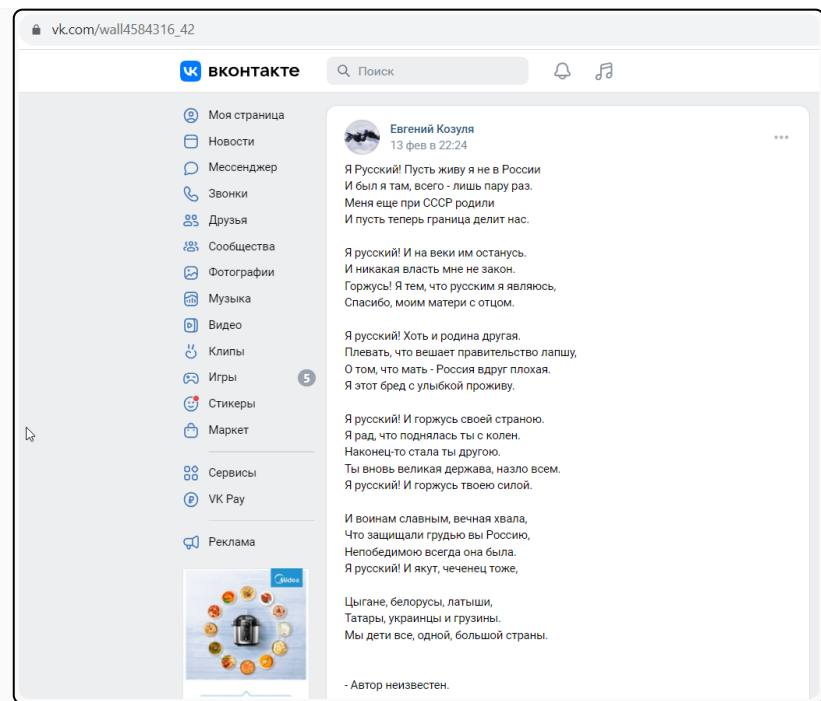 vk.com/wall4584316_42
вконтакте
Поиск
Моя страница
Новости
Мессенджер
Звонки
Друзья
Сообщества
Фотографии
Музыка
Видео
Клипы
Игры
5
Стикеры
Маркет
Сервисы
VK Pay
Реклама
Midea
Евгений Козуля
13 фев в 22:24
Я Русский! Пусть живу я не в России
И был я там, всего - лишь пару раз.
Меня еще при СССР родили
И пусть теперь граница делит нас.
Я русский! И на веки им останусь.
И никакая власть мне не закон.
Горжусь! Я тем, что русским я являюсь,
Спасибо, моим матери с отцом.
Я русский! Хоть и родина другая.
Плевать, что вешает правительство лапшу,
О том, что мать - Россия вдруг плохая.
Я этот бред с улыбкой проживу.
Я русский! И горжусь своей страною.
Я рад, что поднялась ты с колен.
Наконец-то стала ты другою.
Ты вновь великая держава, назло всем.
Я русский! И горжусь твоею силой.
И воинам славным, вечная хвала,
Что защищали грудью вы Россию,
Непобедимою всегда она была.
Я русский! И якут, чеченец тоже,
Цыгане, белорусы, латыши,
Татары, украинцы и грузины.
Мы дети все, одной, большой страны.
- Автор неизвестен.